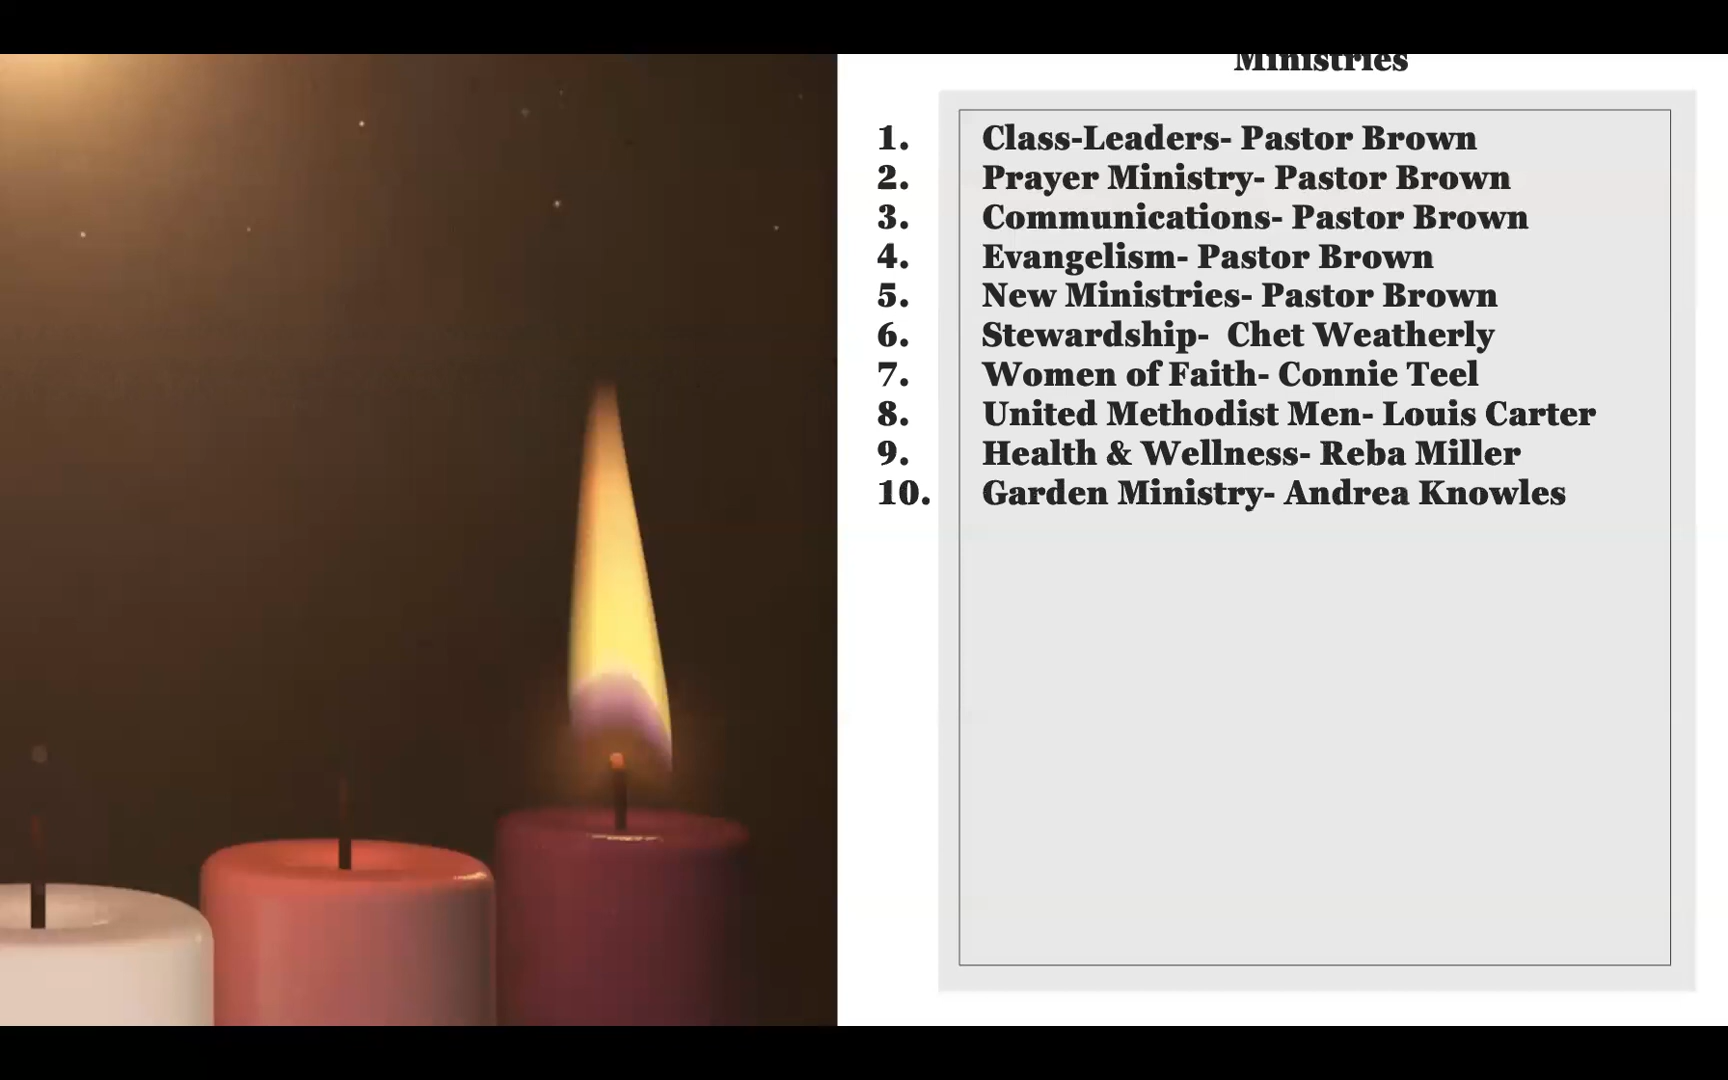 Ministries
1. Class-Leaders- Pastor Brown
2. Prayer Ministry- Pastor Brown
3. Communications- Pastor Brown
4. Evangelism- Pastor Brown
5. New Ministries- Pastor Brown
6. Stewardship-  Chet Weatherly
7. Women of Faith- Connie Teel
8. United Methodist Men- Louis Carter
9. Health & Wellness- Reba Miller
10. Garden Ministry- Andrea Knowles